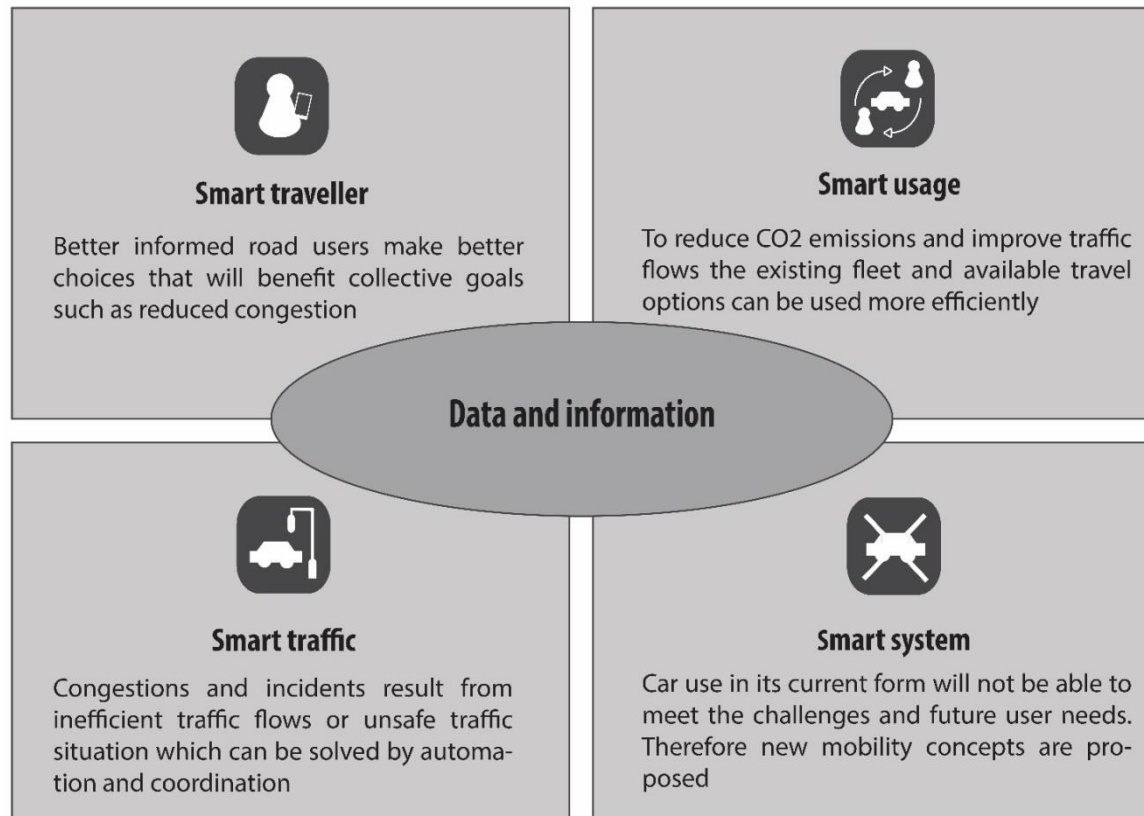 Smart traveller
Better informed road users make better
choices that will benefit collective goals
such as reduced congestion
Smart usage
To reduce CO2 emissions and improve traffic
flows the existing fleet and available travel
options can be used more efficiently
Data and information
Smart traffic
Congestions and incidents result from
inefficient traffic flows or unsafe traffic
situation which can be solved by automa-
tion and coordination
Smart system
Car use in its current form will not be able to
meet the challenges and future user needs.
Therefore new mobility concepts are pro-
posed